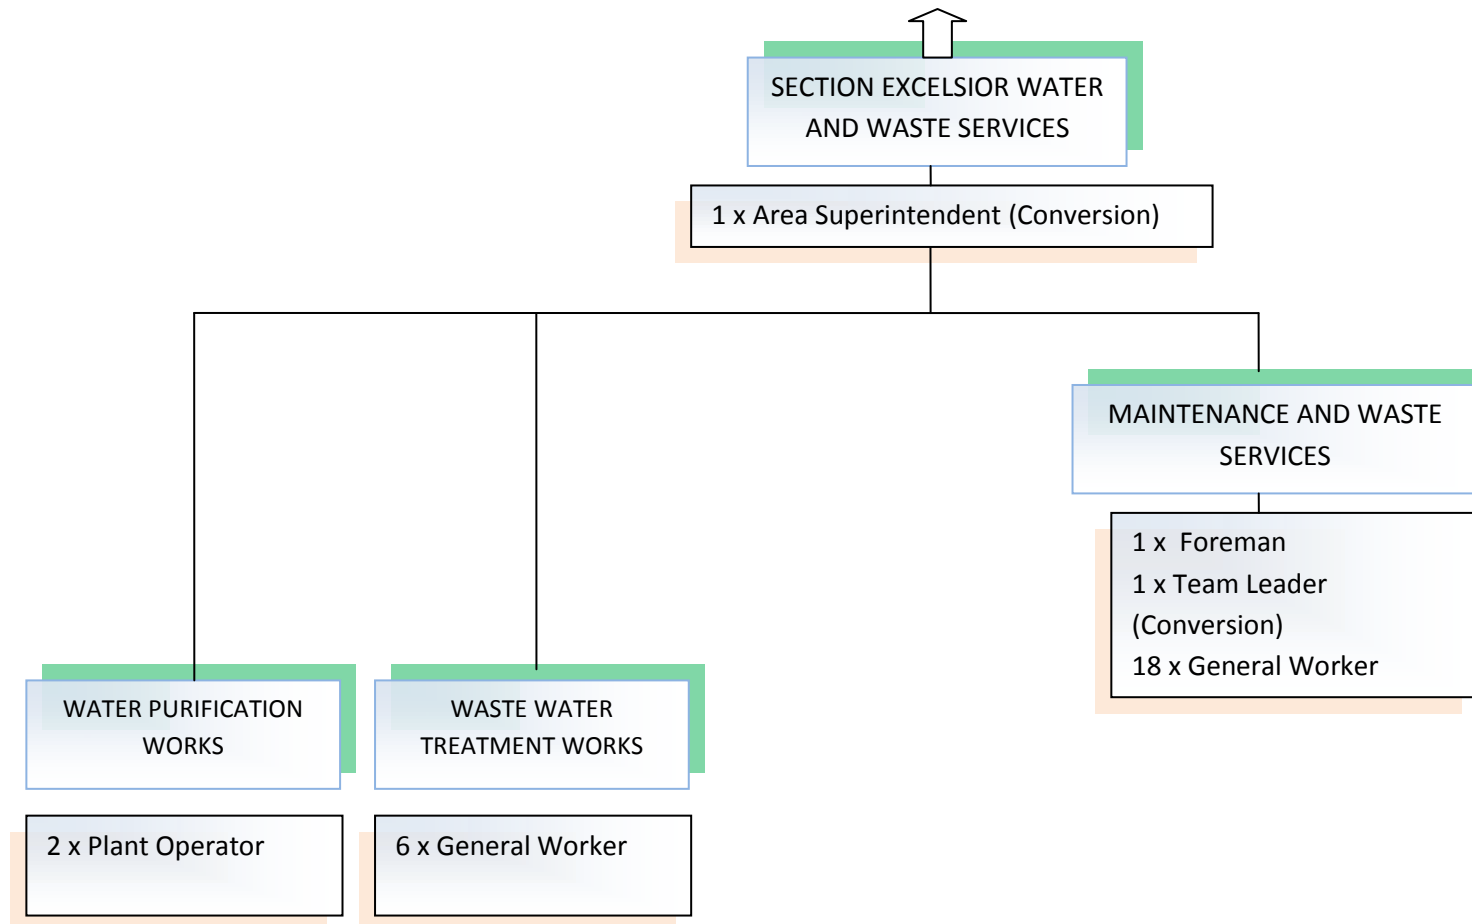 SECTION EXCELSIOR WATER
AND WASTE SERVICES
1 x Area Superintendent (Conversion)
MAINTENANCE AND WASTE
SERVICES
1 x  Foreman
1 x Team Leader
(Conversion)
18 x General Worker
WATER PURIFICATION
WORKS
WASTE WATER
TREATMENT WORKS
2 x Plant Operator
6 x General Worker